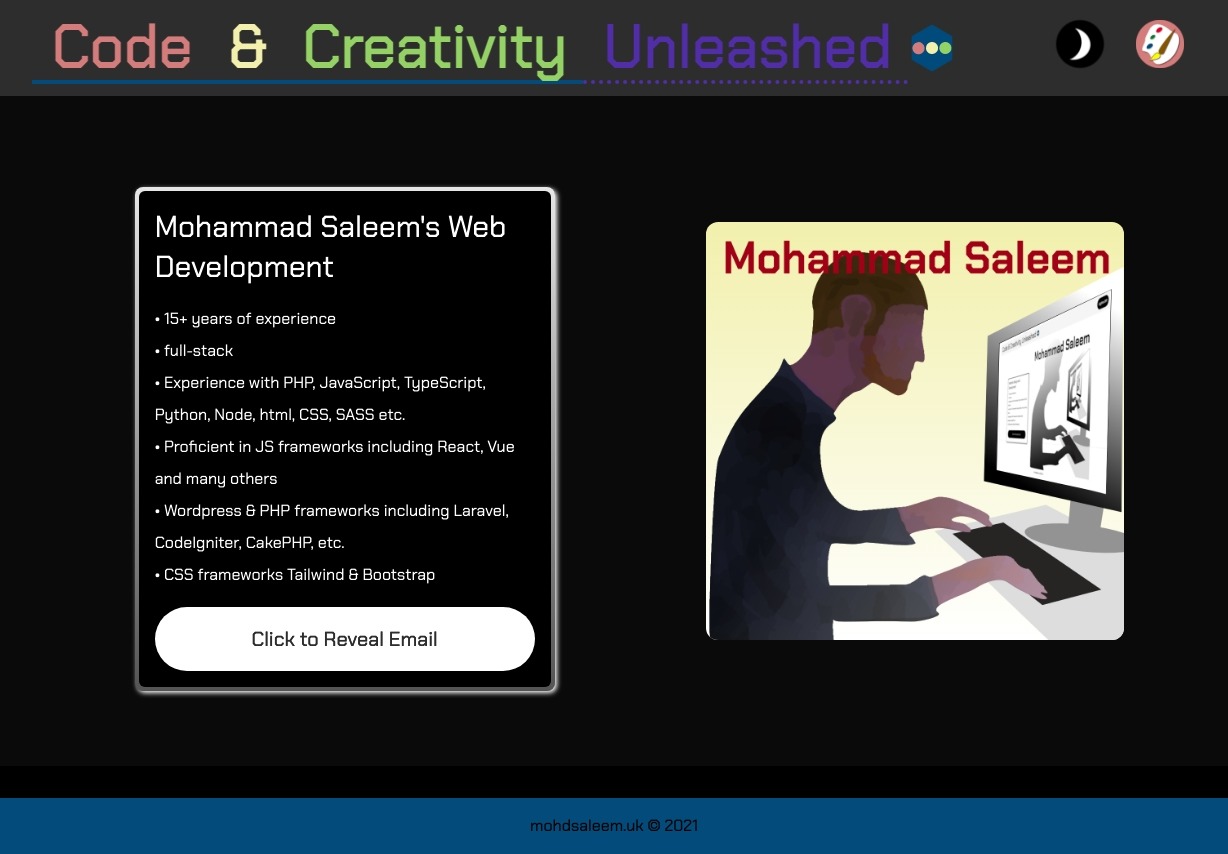 Code & Creativity Unleashed
Mohammad Saleem's Web
Development
• 15+ years of experience
• full-stack
• Experience with PHP, JavaScript, TypeScript,
Python, Node, html, CSS, SASS etc.
• Proficient in JS frameworks including React, Vue
and many others
• Wordpress & PHP frameworks including Laravel,
CodeIgniter, CakePHP, etc.
• CSS frameworks Tailwind & Bootstrap
Click to Reveal Email
Mohammad Saleem
Mohammad Saleem
mohdsaleem.uk © 2021